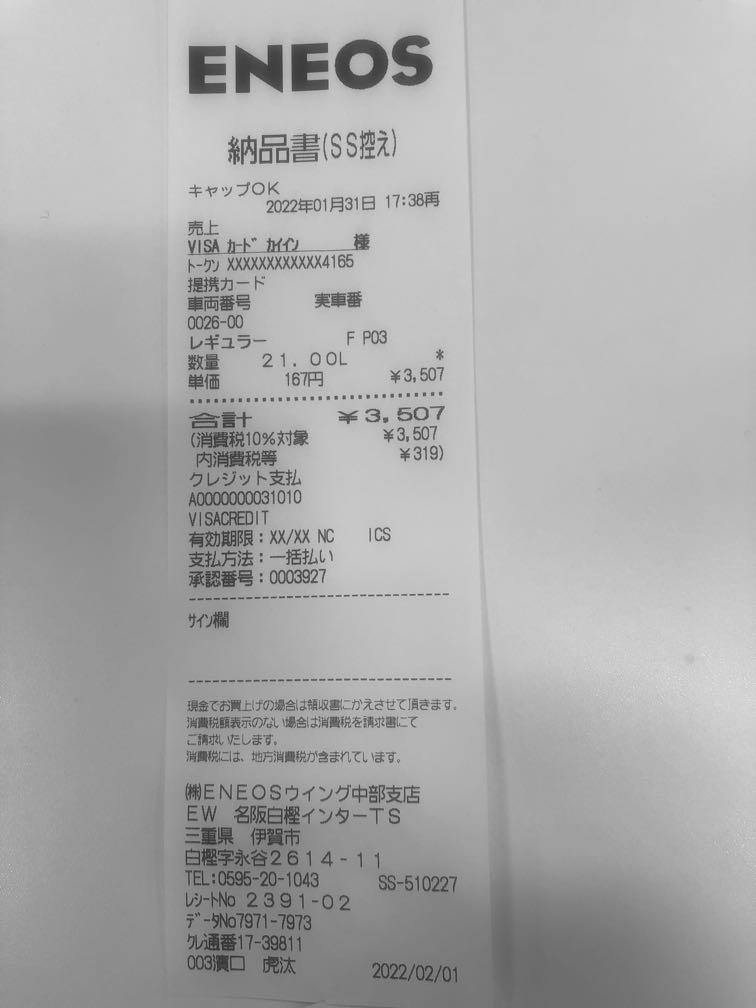 ENEOS
納品書(SS控え)
キャップOK
2022年01月31日 17:38再
売上
VISA カード カイイン 様
トークン XXXXXXXXXXXX4165
提携カード
車両番号 実車番
0026-00
レギュラー F P03
数量 21.00L *
単価 167円 ¥3,507
合計 ¥3,507
(消費税10%対象 ¥3,507
内消費税等 ¥319)
クレジット支払
A0000000031010
VISACREDIT
有効期限:XX/XX NC ICS
支払方法:一括払い
承認番号:0003927
サイン欄
現金でお買上げの場合は領収書にかえさせて頂きます。
消費税額表示のない場合は消費税を請求書にて
ご請求いたします。
消費税には、地方消費税が含まれています。
㈱ENEOSウイング中部支店
EW 名阪白樫インターTS
三重県 伊賀市
白樫字永谷2614-11
TEL:0595-20-1043 SS-510227
レシートNo 2391-02
データNo7971-7973
クレ通番17-39811
003濱口 虎汰 2022/02/01